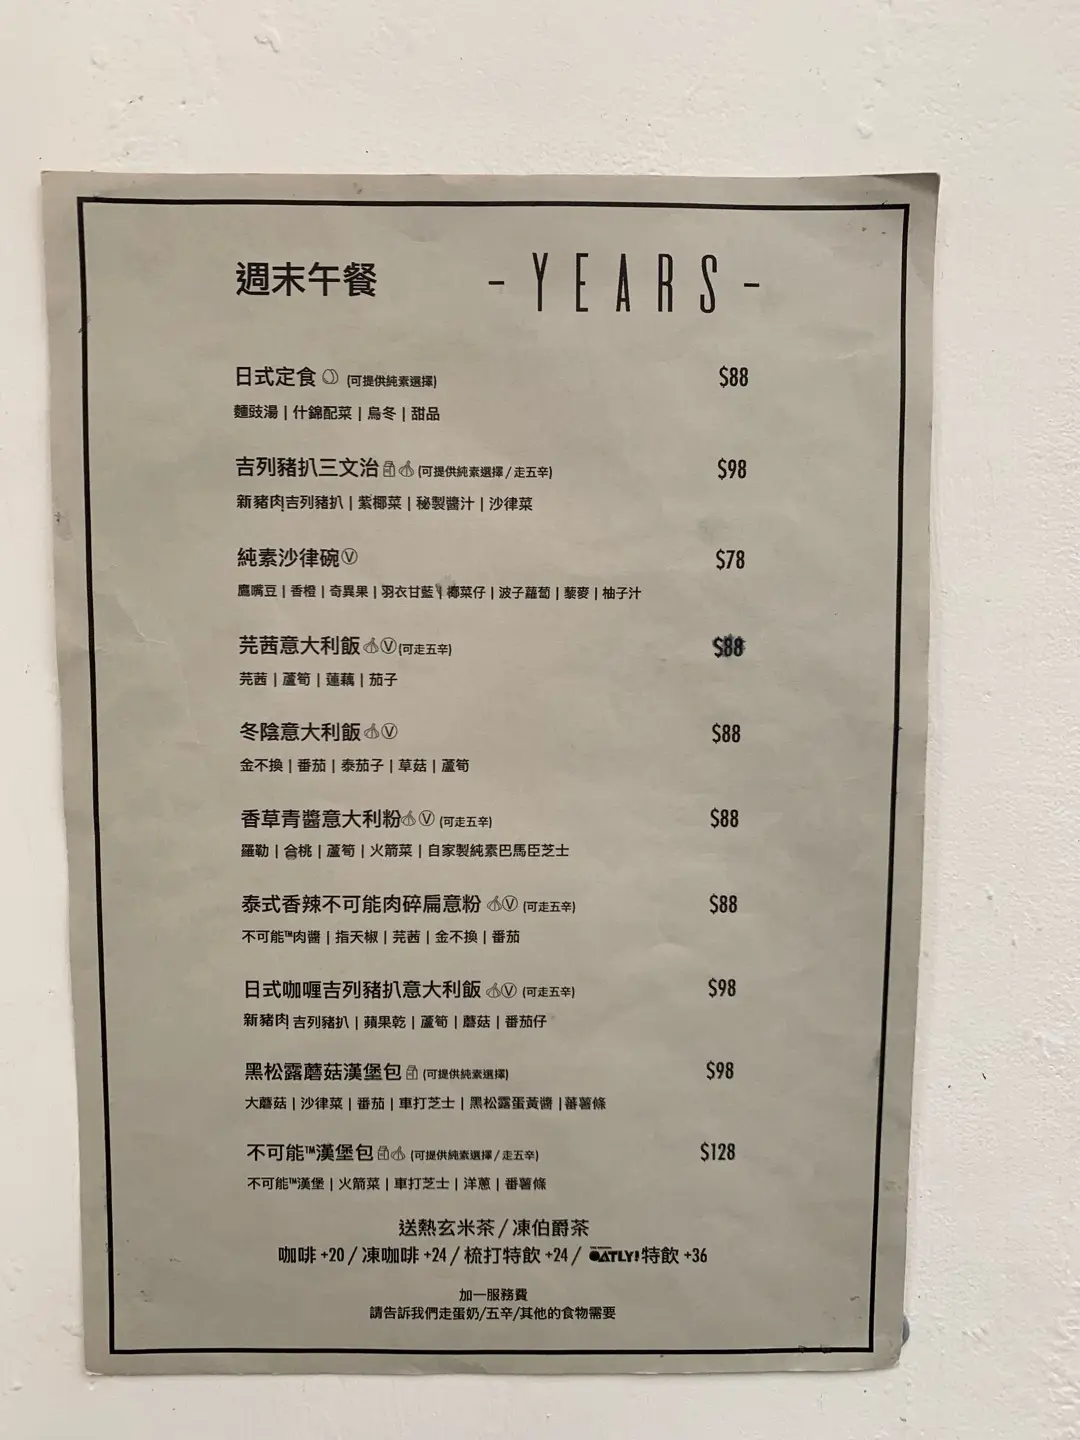 週末午餐 - YEARS -
日式定食 (可提供純素選擇) $88
麵豉湯 | 什錦配菜 | 烏冬 | 甜品
吉列豬扒三文治 (可提供純素選擇 / 走五辛) $98
新豬肉吉列豬扒 | 紫椰菜 | 秘製醬汁 | 沙律菜
純素沙律碗Ⓥ $78
鷹嘴豆 | 香橙 | 奇異果 | 羽衣甘藍 | 椰菜仔 | 波子蘿蔔 | 藜麥 | 柚子汁
芫茜意大利飯Ⓥ(可走五辛) $88
芫茜 | 蘆筍 | 蓮藕 | 茄子
冬陰意大利飯Ⓥ $88
金不換 | 番茄 | 泰茄子 | 草菇 | 蘆筍
香草青醬意大利粉Ⓥ (可走五辛) $88
羅勒 | 合桃 | 蘆筍 | 火箭菜 | 自家製純素巴馬臣芝士
泰式香辣不可能肉碎扁意粉 Ⓥ (可走五辛) $88
不可能™肉醬 | 指天椒 | 芫茜 | 金不換 | 番茄
日式咖喱吉列豬扒意大利飯 Ⓥ (可走五辛) $98
新豬肉 吉列豬扒 | 蘋果乾 | 蘆筍 | 蘑菇 | 番茄仔
黑松露蘑菇漢堡包 (可提供純素選擇) $98
大蘑菇 | 沙律菜 | 番茄 | 車打芝士 | 黑松露蛋黃醬 | 蕃薯條
不可能™漢堡包 (可提供純素選擇 / 走五辛) $128
不可能™漢堡 | 火箭菜 | 車打芝士 | 洋蔥 | 番薯條
送熱玄米茶 / 凍伯爵茶
咖啡 +20 / 凍咖啡 +24 / 梳打特飲 +24 / OATLY! 特飲 +36
加一服務費
請告訴我們走蛋奶/五辛/其他的食物需要